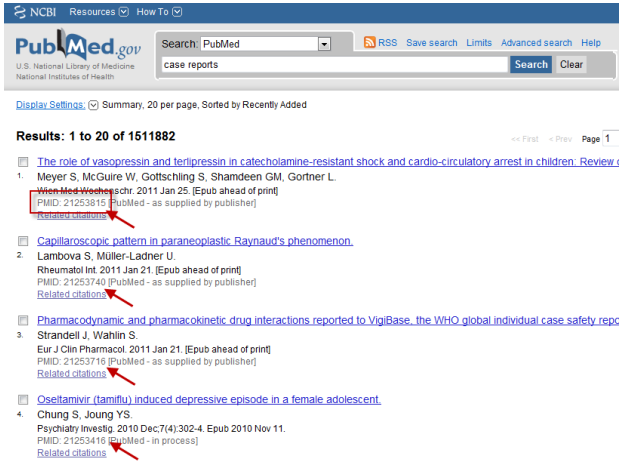 NCBI Resources How To
PubMed.gov
U.S. National Library of Medicine
National Institutes of Health
Search: PubMed
RSS Save search Limits Advanced search Help
case reports
Search Clear
Display Settings: Summary, 20 per page, Sorted by Recently Added
Results: 1 to 20 of 1511882
<< First < Prev Page 1
The role of vasopressin and terlipressin in catecholamine-resistant shock and cardio-circulatory arrest in children: Review
1. Meyer S, McGuire W, Gottschling S, Shamdeen GM, Gortner L.
Wien Med Wochenschr. 2011 Jan 25. [Epub ahead of print]
PMID: 21253815 [PubMed - as supplied by publisher]
Related citations
Capillaroscopic pattern in paraneoplastic Raynaud's phenomenon.
2. Lambova S, Müller-Ladner U.
Rheumatol Int. 2011 Jan 21. [Epub ahead of print]
PMID: 21253740 [PubMed - as supplied by publisher]
Related citations
Pharmacodynamic and pharmacokinetic drug interactions reported to VigiBase, the WHO global individual case safety repo
3. Strandell J, Wahlin S.
Eur J Clin Pharmacol. 2011 Jan 21. [Epub ahead of print]
PMID: 21253716 [PubMed - as supplied by publisher]
Related citations
Oseltamivir (tamiflu) induced depressive episode in a female adolescent.
4. Chung S, Joung YS.
Psychiatry Investig. 2010 Dec;7(4):302-4. Epub 2010 Nov 11.
PMID: 21253416 [PubMed - in process]
Related citations